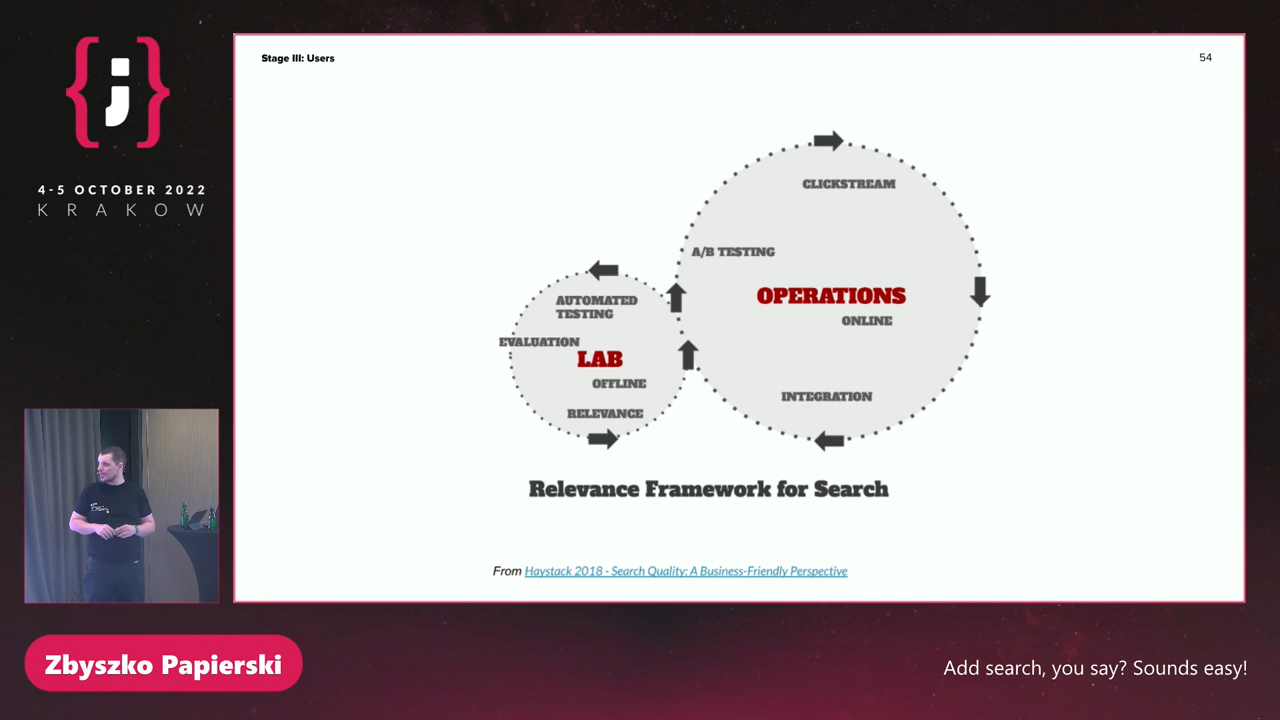 {;}
4-5 OCTOBER 2022
KRAKOW
Stage III: Users
54
CLICKSTREAM
A/B TESTING
OPERATIONS
ONLINE
INTEGRATION
AUTOMATED
TESTING
EVALUATION
LAB
OFFLINE
RELEVANCE
Relevance Framework for Search
From Haystack 2018 - Search Quality: A Business-Friendly Perspective
Zbyszko Papierski
Add search, you say? Sounds easy!